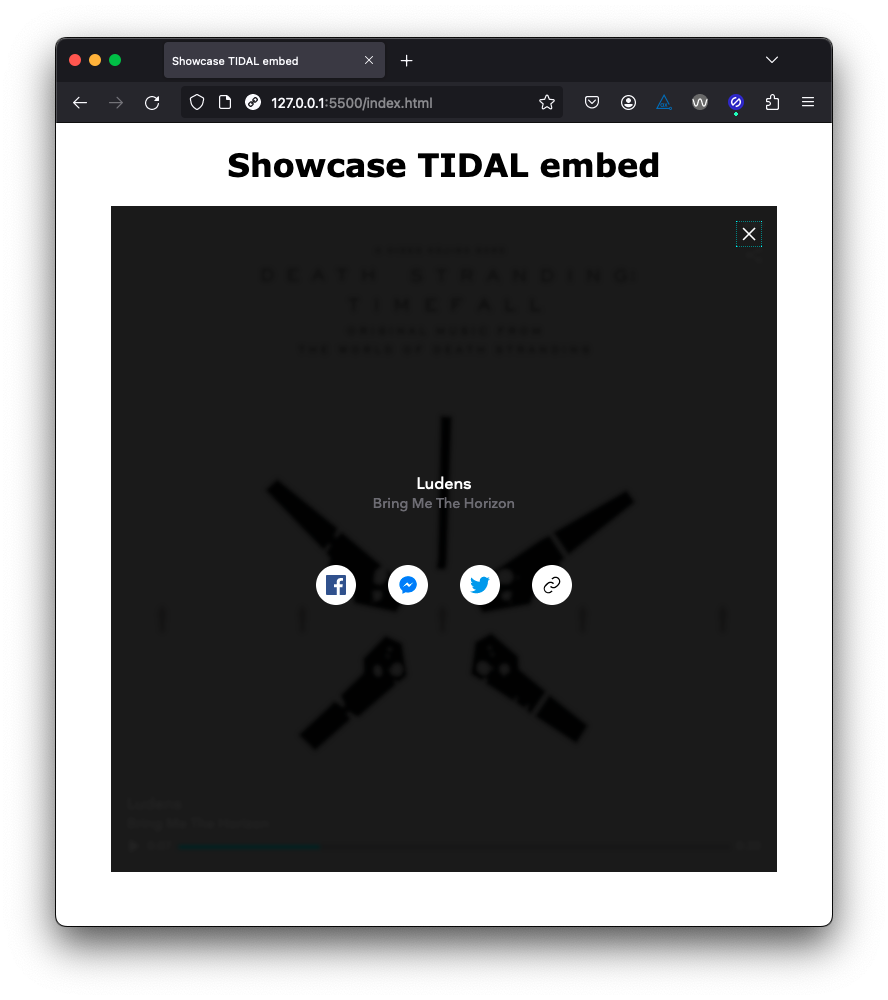 Showcase TIDAL embed
127.0.0.1:5500/index.html
Showcase TIDAL embed
DEATH STRANDING:
TIMEFALL
ORIGINAL MUSIC FROM
THE WORLD OF DEATH STRANDING
Ludens
Bring Me The Horizon
Ludens
Bring Me The Horizon